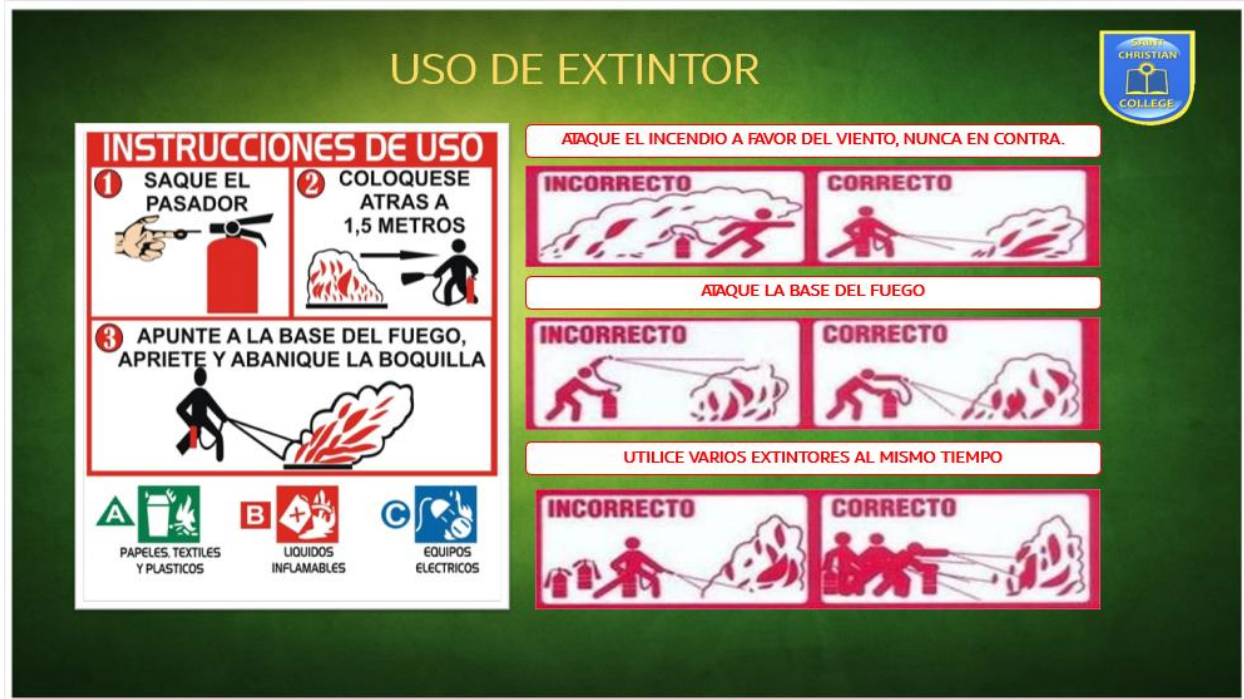 USO DE EXTINTOR
SAINT
CHRISTIAN
COLLEGE
INSTRUCCIONES DE USO
1 SAQUE EL
PASADOR
2 COLOQUESE
ATRAS A
1,5 METROS
3 APUNTE A LA BASE DEL FUEGO,
APRIETE Y ABANIQUE LA BOQUILLA
A
PAPELES, TEXTILES
Y PLASTICOS
B
LIQUIDOS
INFLAMABLES
C
EQUIPOS
ELECTRICOS
ATAQUE EL INCENDIO A FAVOR DEL VIENTO, NUNCA EN CONTRA.
INCORRECTO
CORRECTO
ATAQUE LA BASE DEL FUEGO
INCORRECTO
CORRECTO
UTILICE VARIOS EXTINTORES AL MISMO TIEMPO
INCORRECTO
CORRECTO